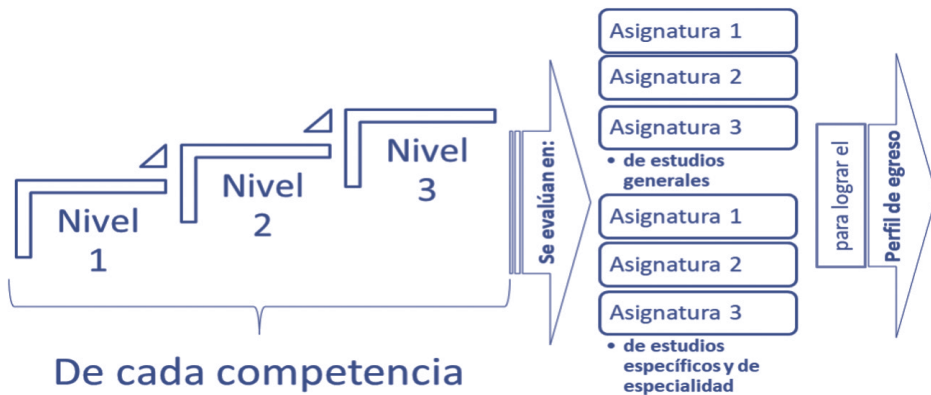 Nivel
1
Nivel
2
Nivel
3
De cada competencia
Se evalúan en:
Asignatura 1
Asignatura 2
Asignatura 3
• de estudios
generales
Asignatura 1
Asignatura 2
Asignatura 3
• de estudios
específicos y de
especialidad
para lograr el
Perfil de egreso